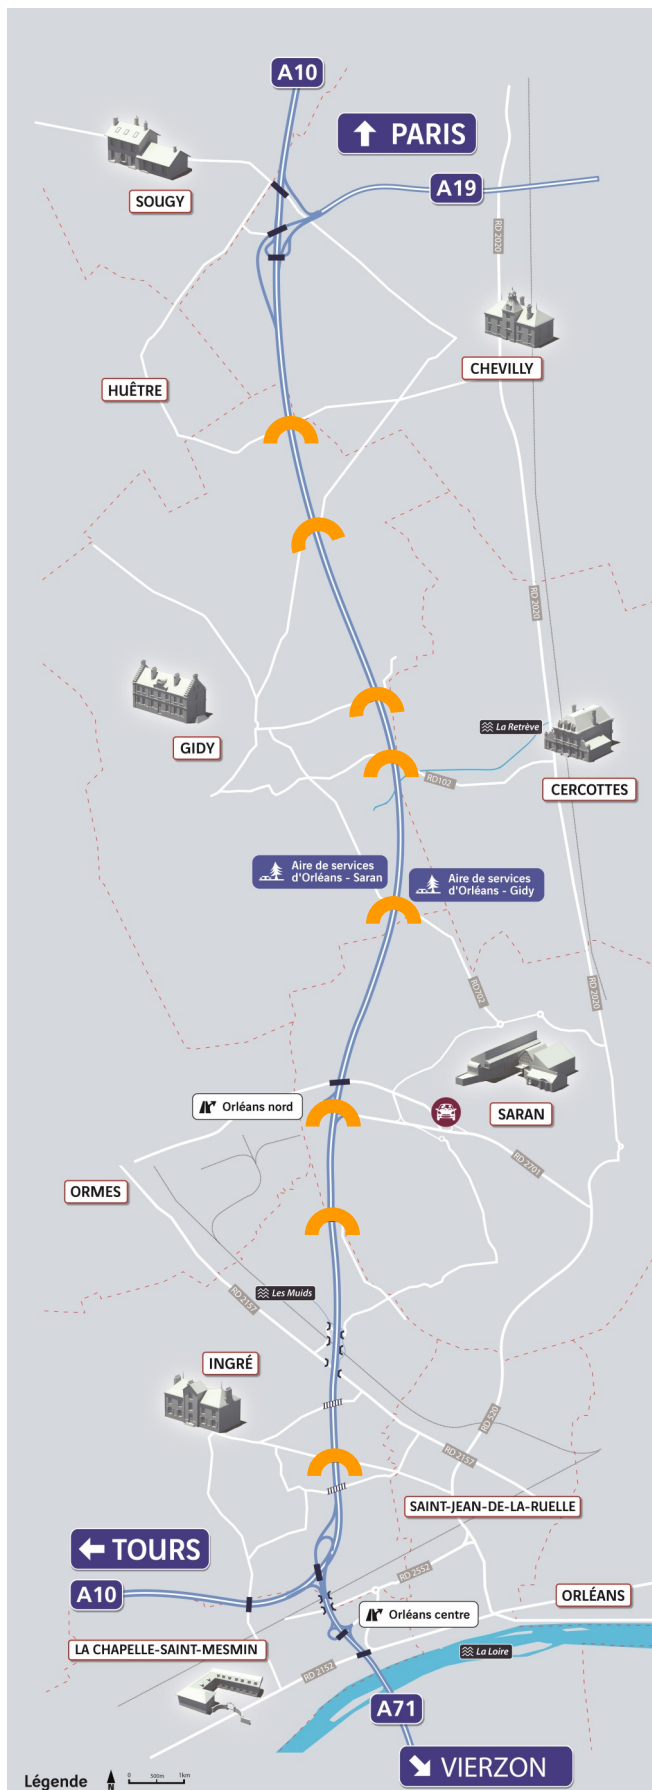 A10
PARIS
A19
SOUGY
RD 2020
CHEVILLY
HUÊTRE
RD 2020
La Retrève
GIDY
RD102
CERCOTTES
Aire de services
d'Orléans - Saran
Aire de services
d'Orléans - Gidy
RD702
RD 2020
Orléans nord
SARAN
RD 2701
ORMES
Les Muids
RD 2157
INGRÉ
RD 520
RD 2157
SAINT-JEAN-DE-LA-RUELLE
TOURS
RD 2552
A10
ORLÉANS
Orléans centre
LA CHAPELLE-SAINT-MESMIN
La Loire
RD 2152
A71
VIERZON
Légende
N
0 500m 1km